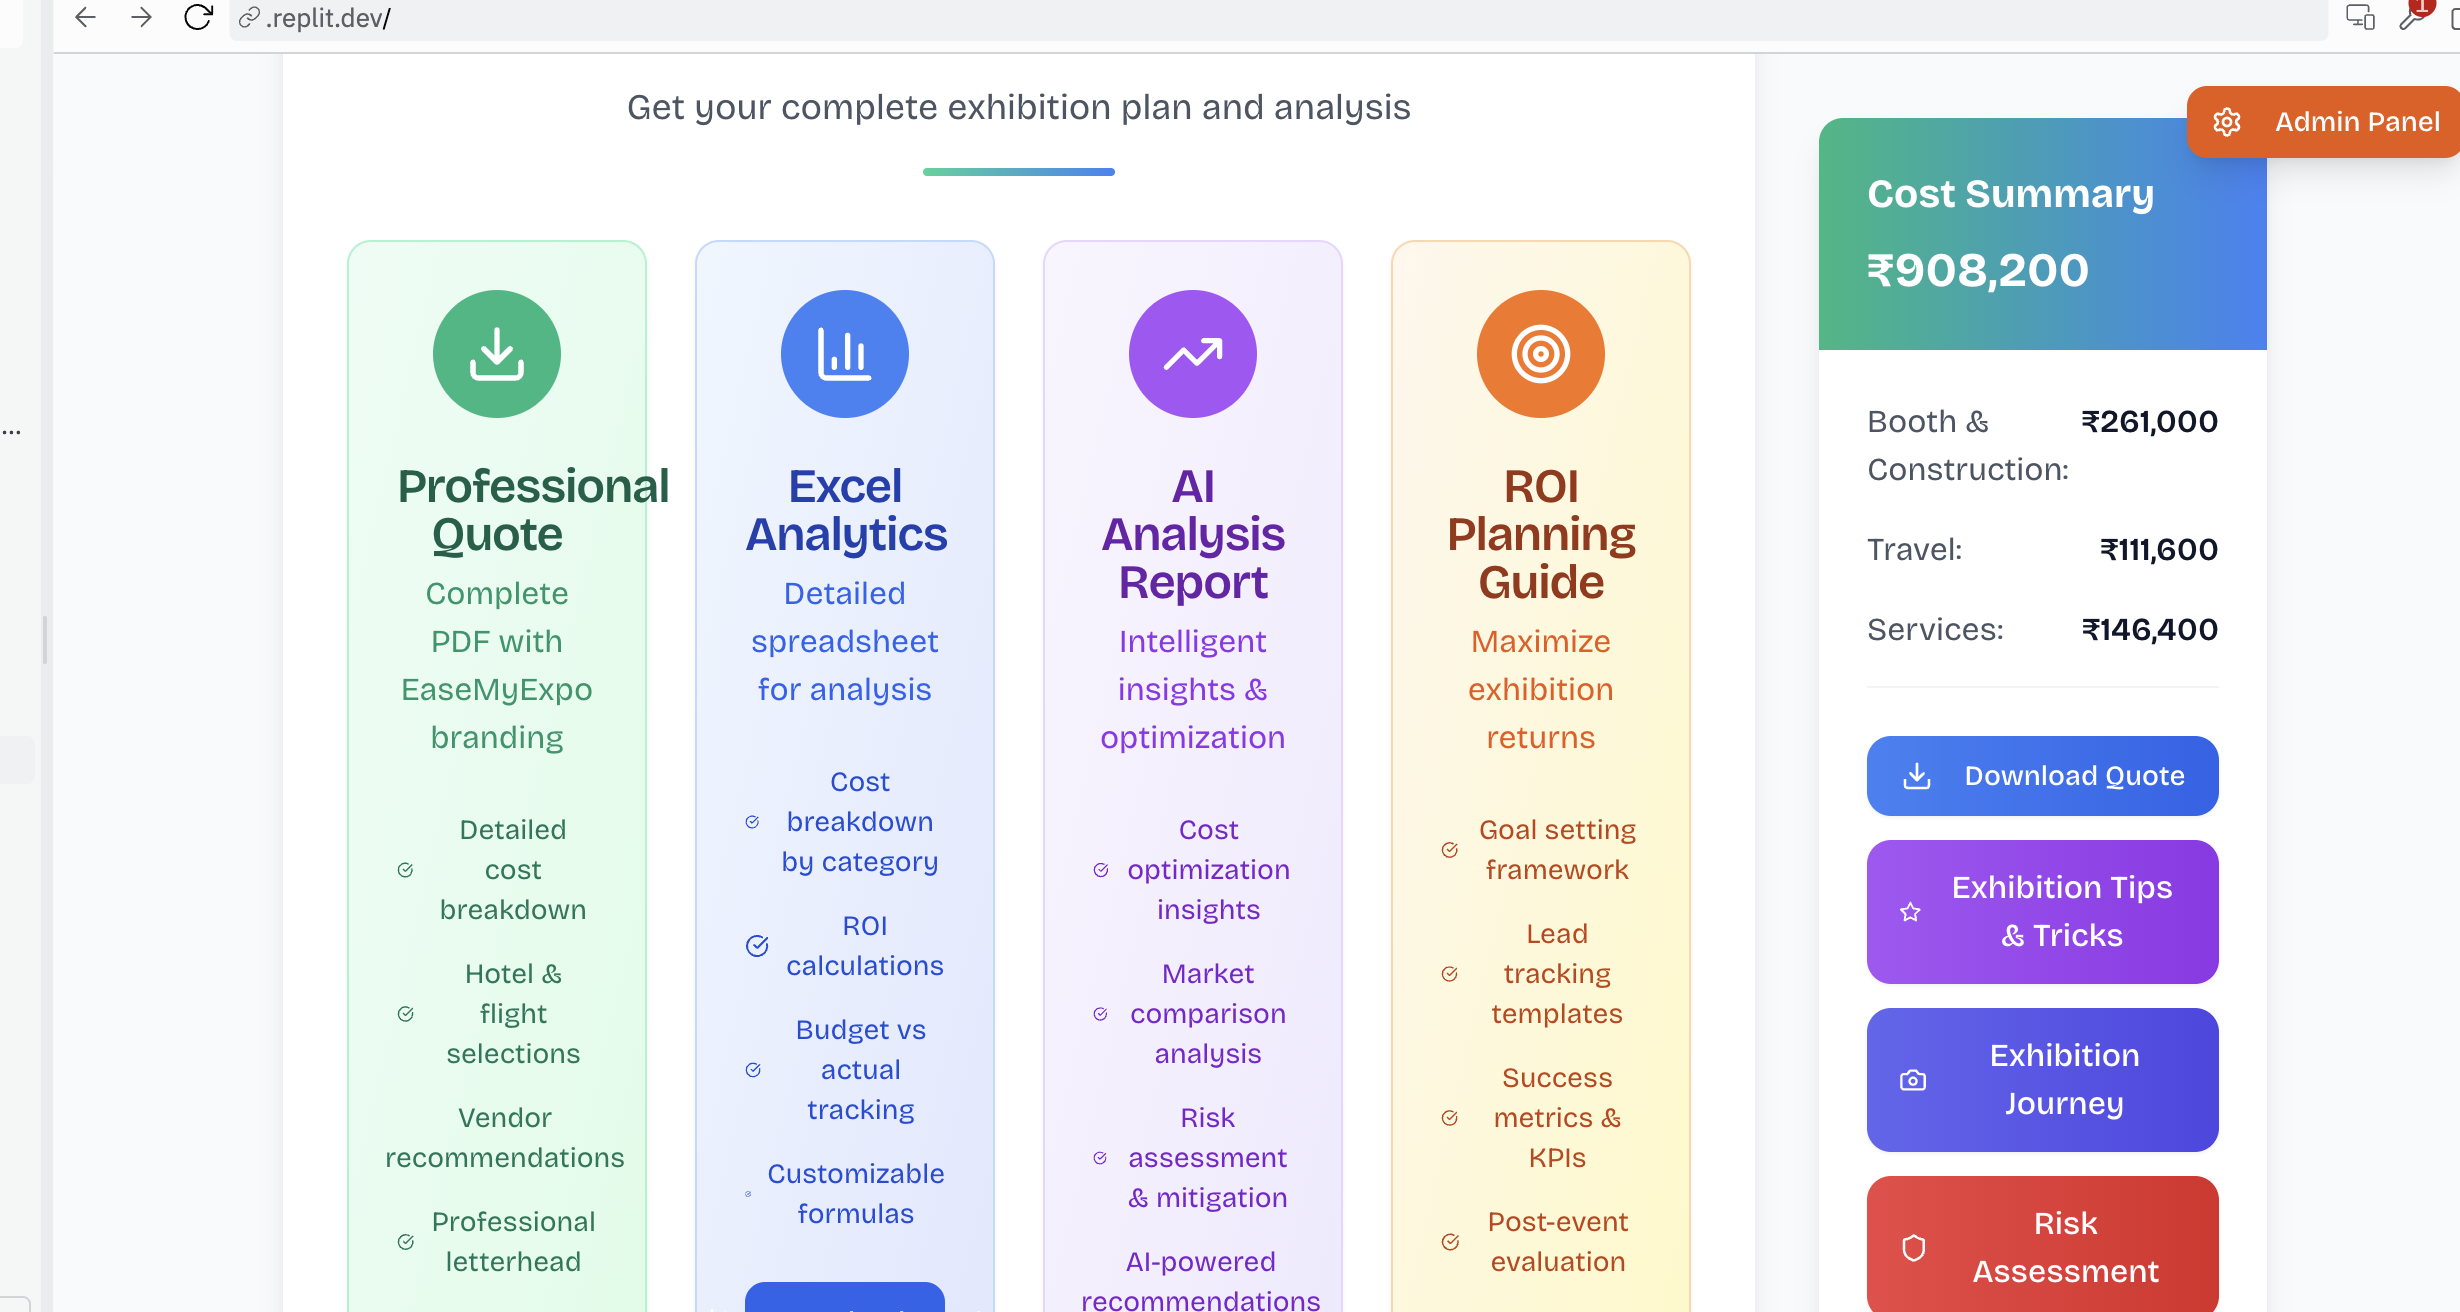 .replit.dev/
1
Get your complete exhibition plan and analysis
Admin Panel
Professional
Quote
Complete
PDF with
EaseMyExpo
branding
Detailed
cost
breakdown
Hotel &
flight
selections
Vendor
recommendations
Professional
letterhead
Excel
Analytics
Detailed
spreadsheet
for analysis
Cost
breakdown
by category
ROI
calculations
Budget vs
actual
tracking
Customizable
formulas
AI
Analysis
Report
Intelligent
insights &
optimization
Cost
optimization
insights
Market
comparison
analysis
Risk
assessment
& mitigation
AI-powered
recommendations
ROI
Planning
Guide
Maximize
exhibition
returns
Goal setting
framework
Lead
tracking
templates
Success
metrics &
KPIs
Post-event
evaluation
Cost Summary
₹908,200
Booth & ₹261,000
Construction:
Travel: ₹111,600
Services: ₹146,400
Download Quote
Exhibition Tips
& Tricks
Exhibition
Journey
Risk
Assessment